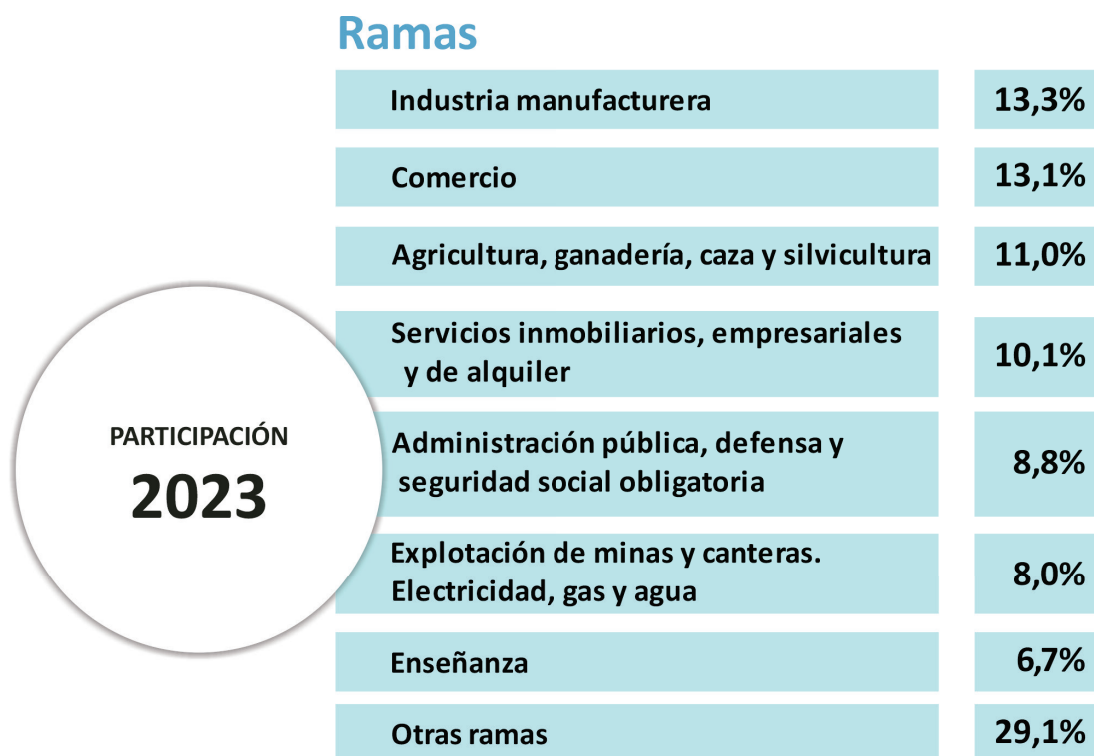 Ramas
Industria manufacturera 13,3%
Comercio 13,1%
Agricultura, ganadería, caza y silvicultura 11,0%
Servicios inmobiliarios, empresariales
y de alquiler 10,1%
Administración pública, defensa y
seguridad social obligatoria 8,8%
Explotación de minas y canteras.
Electricidad, gas y agua 8,0%
Enseñanza 6,7%
Otras ramas 29,1%
PARTICIPACIÓN
2023